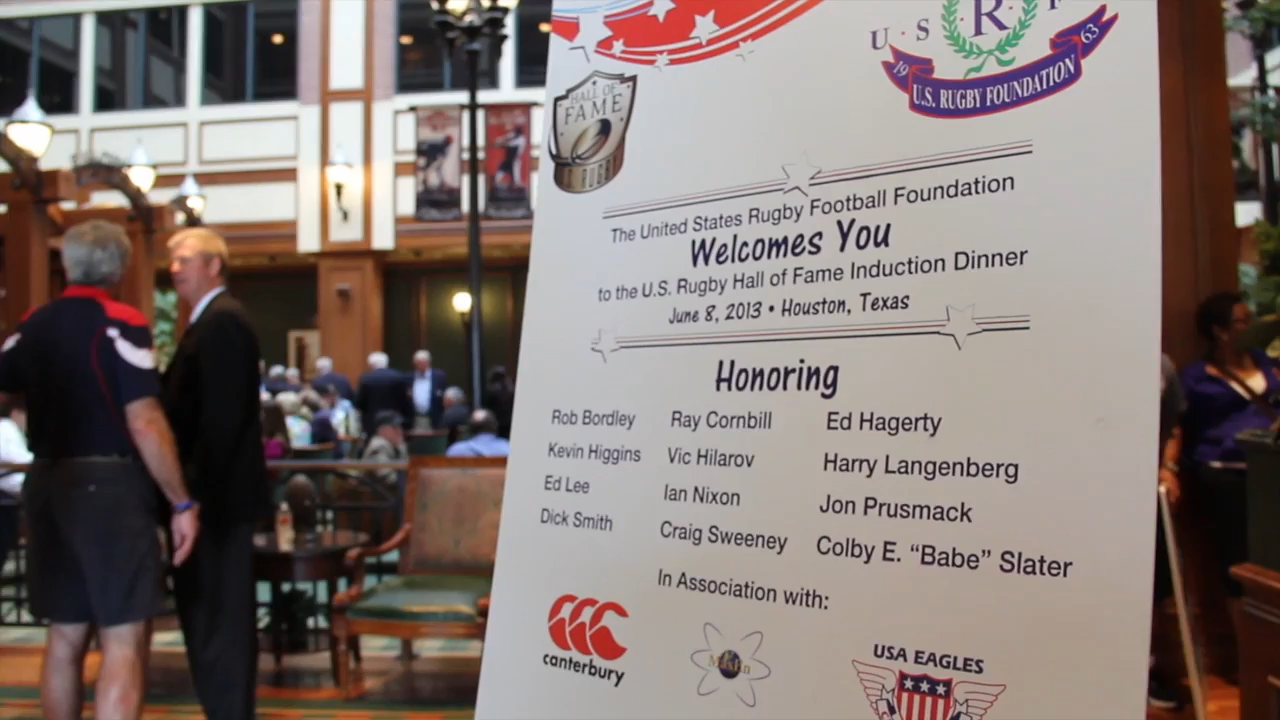 U · S R F
19 U.S. RUGBY FOUNDATION 63
HALL OF
FAME
RUGBY
The United States Rugby Football Foundation
Welcomes You
to the U.S. Rugby Hall of Fame Induction Dinner
June 8, 2013 • Houston, Texas
Honoring
Rob Bordley Ray Cornbill Ed Hagerty
Kevin Higgins Vic Hilarov Harry Langenberg
Ed Lee Ian Nixon Jon Prusmack
Dick Smith Craig Sweeney Colby E. “Babe” Slater
In Association with:
canterbury
USA EAGLES